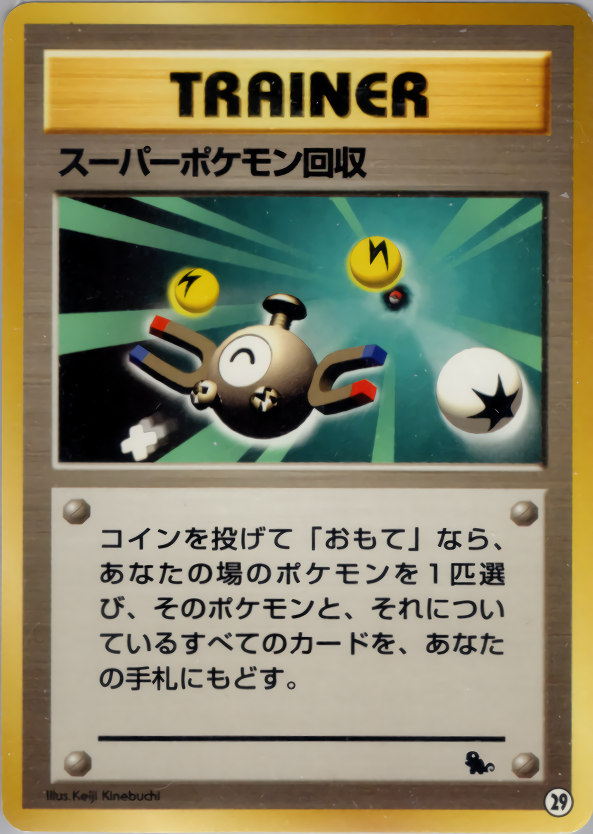 TRAINER
スーパーポケモン回収
コインを投げて「おもて」なら、
あなたの場のポケモンを1匹選
び、そのポケモンと、それについ
ているすべてのカードを、あなた
の手札にもどす。
Illus. Keiji Kinebuchi
29